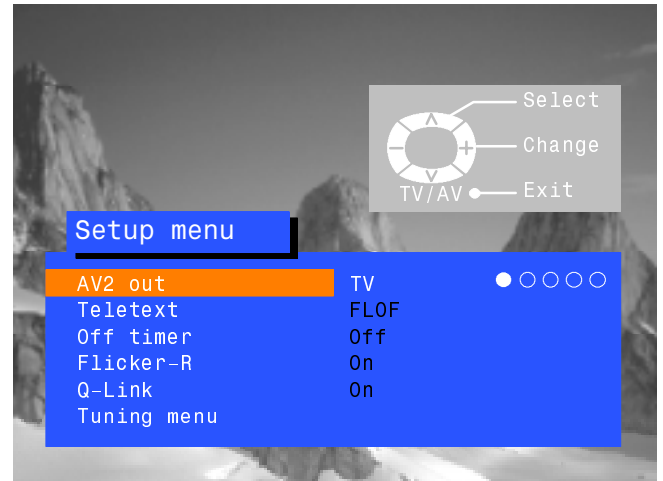 Select
Change
TV/AV Exit
Setup menu
AV2 out TV
Teletext FLOF
Off timer Off
Flicker–R On
Q–Link On
Tuning menu